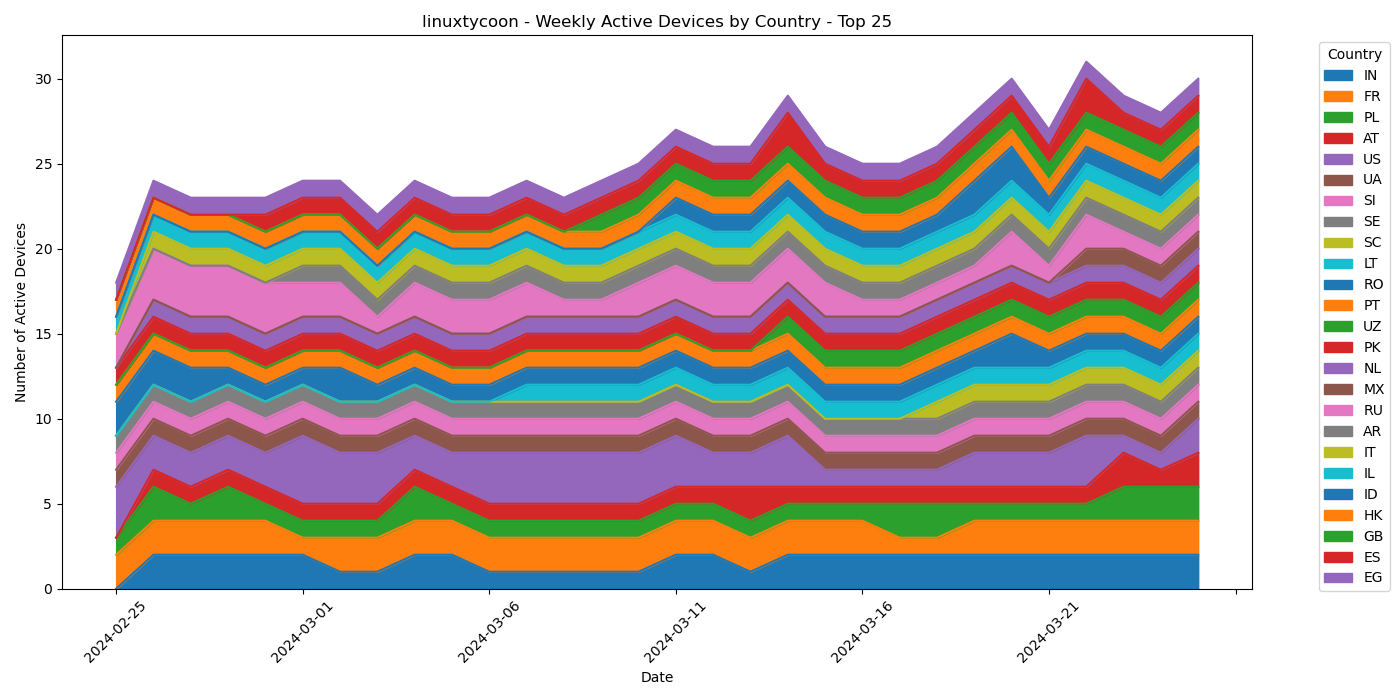 linuxtycoon - Weekly Active Devices by Country - Top 25
Number of Active Devices
30
25
20
15
10
5
0
2024-02-25
2024-03-01
2024-03-06
2024-03-11
2024-03-16
2024-03-21
Date
Country
IN
FR
PL
AT
US
UA
SI
SE
SC
LT
RO
PT
UZ
PK
NL
MX
RU
AR
IT
IL
ID
HK
GB
ES
EG